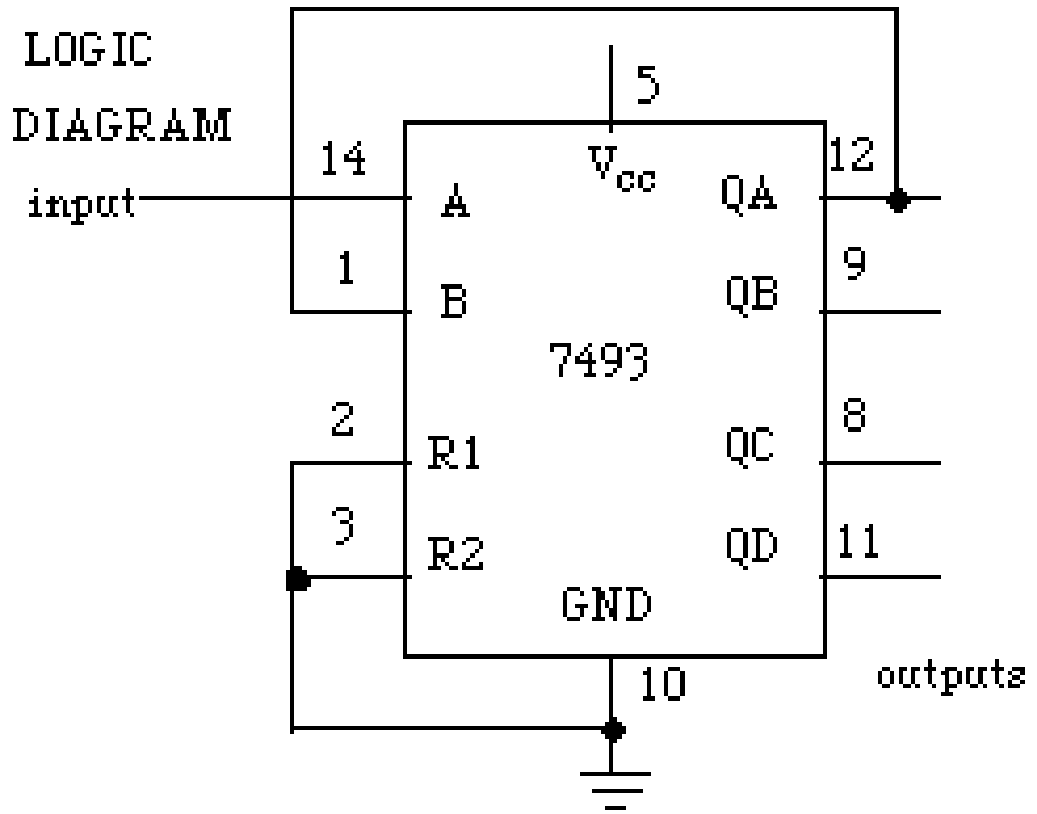 LOGIC
DIAGRAM
5
14
Vcc
12
input
A
QA
1
9
B
QB
7493
2
8
R1
QC
3
11
R2
QD
GND
10
outputs